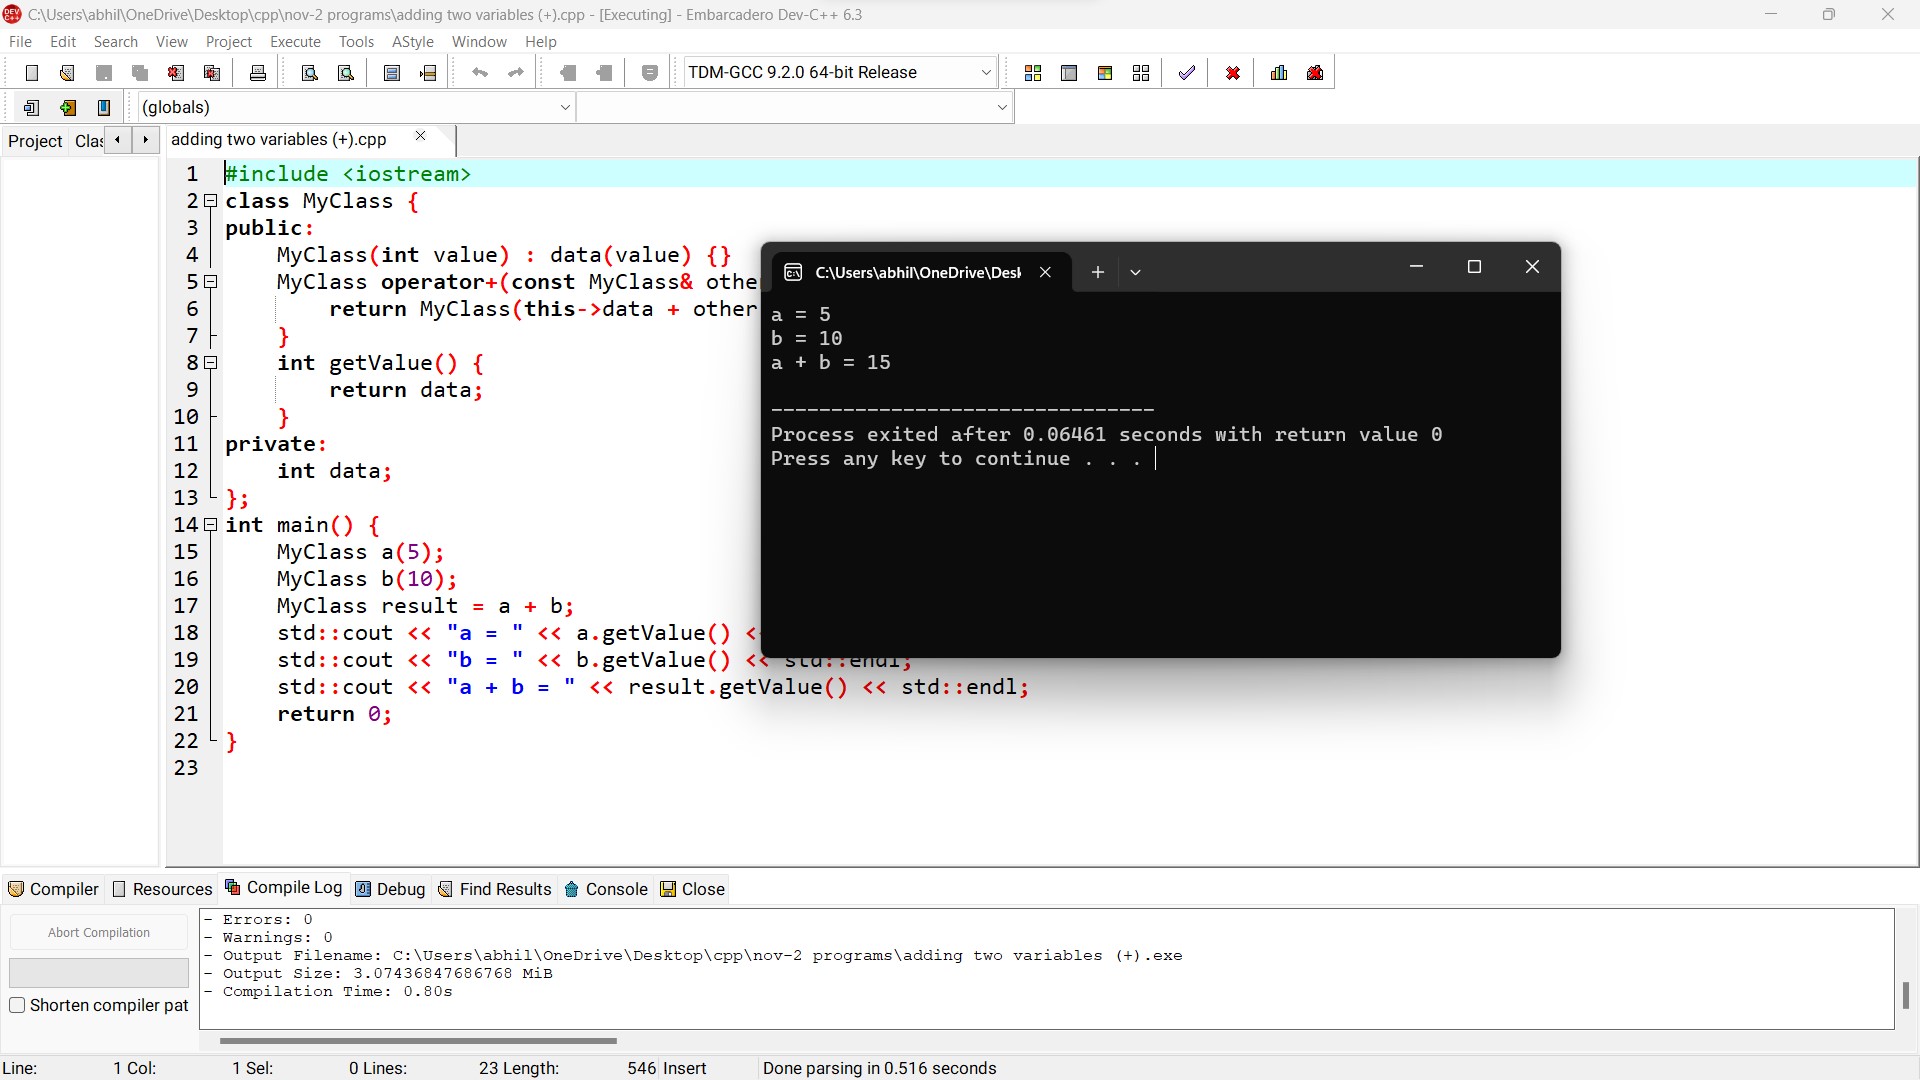 C:\Users\abhil\OneDrive\Desktop\cpp\nov-2 programs\adding two variables (+).cpp - [Executing] - Embarcadero Dev-C++ 6.3
File Edit Search View Project Execute Tools AStyle Window Help
TDM-GCC 9.2.0 64-bit Release
(globals)
Project Clas
adding two variables (+).cpp
1 #include <iostream>
2 class MyClass {
3 public:
4     MyClass(int value) : data(value) {}
5     MyClass operator+(const MyClass& othe
6         return MyClass(this->data + other
7     }
8     int getValue() {
9         return data;
10     }
11 private:
12     int data;
13 };
14 int main() {
15     MyClass a(5);
16     MyClass b(10);
17     MyClass result = a + b;
18     std::cout << "a = " << a.getValue() <
19     std::cout << "b = " << b.getValue() << std::endl;
20     std::cout << "a + b = " << result.getValue() << std::endl;
21     return 0;
22 }
23
C:\Users\abhil\OneDrive\Desk
a = 5
b = 10
a + b = 15
--------------------------------
Process exited after 0.06461 seconds with return value 0
Press any key to continue . . .
Compiler Resources Compile Log Debug Find Results Console Close
Abort Compilation
Shorten compiler pat
- Errors: 0
- Warnings: 0
- Output Filename: C:\Users\abhil\OneDrive\Desktop\cpp\nov-2 programs\adding two variables (+).exe
- Output Size: 3.07436847686768 MiB
- Compilation Time: 0.80s
Line: 1 Col: 1 Sel: 0 Lines: 23 Length: 546 Insert Done parsing in 0.516 seconds